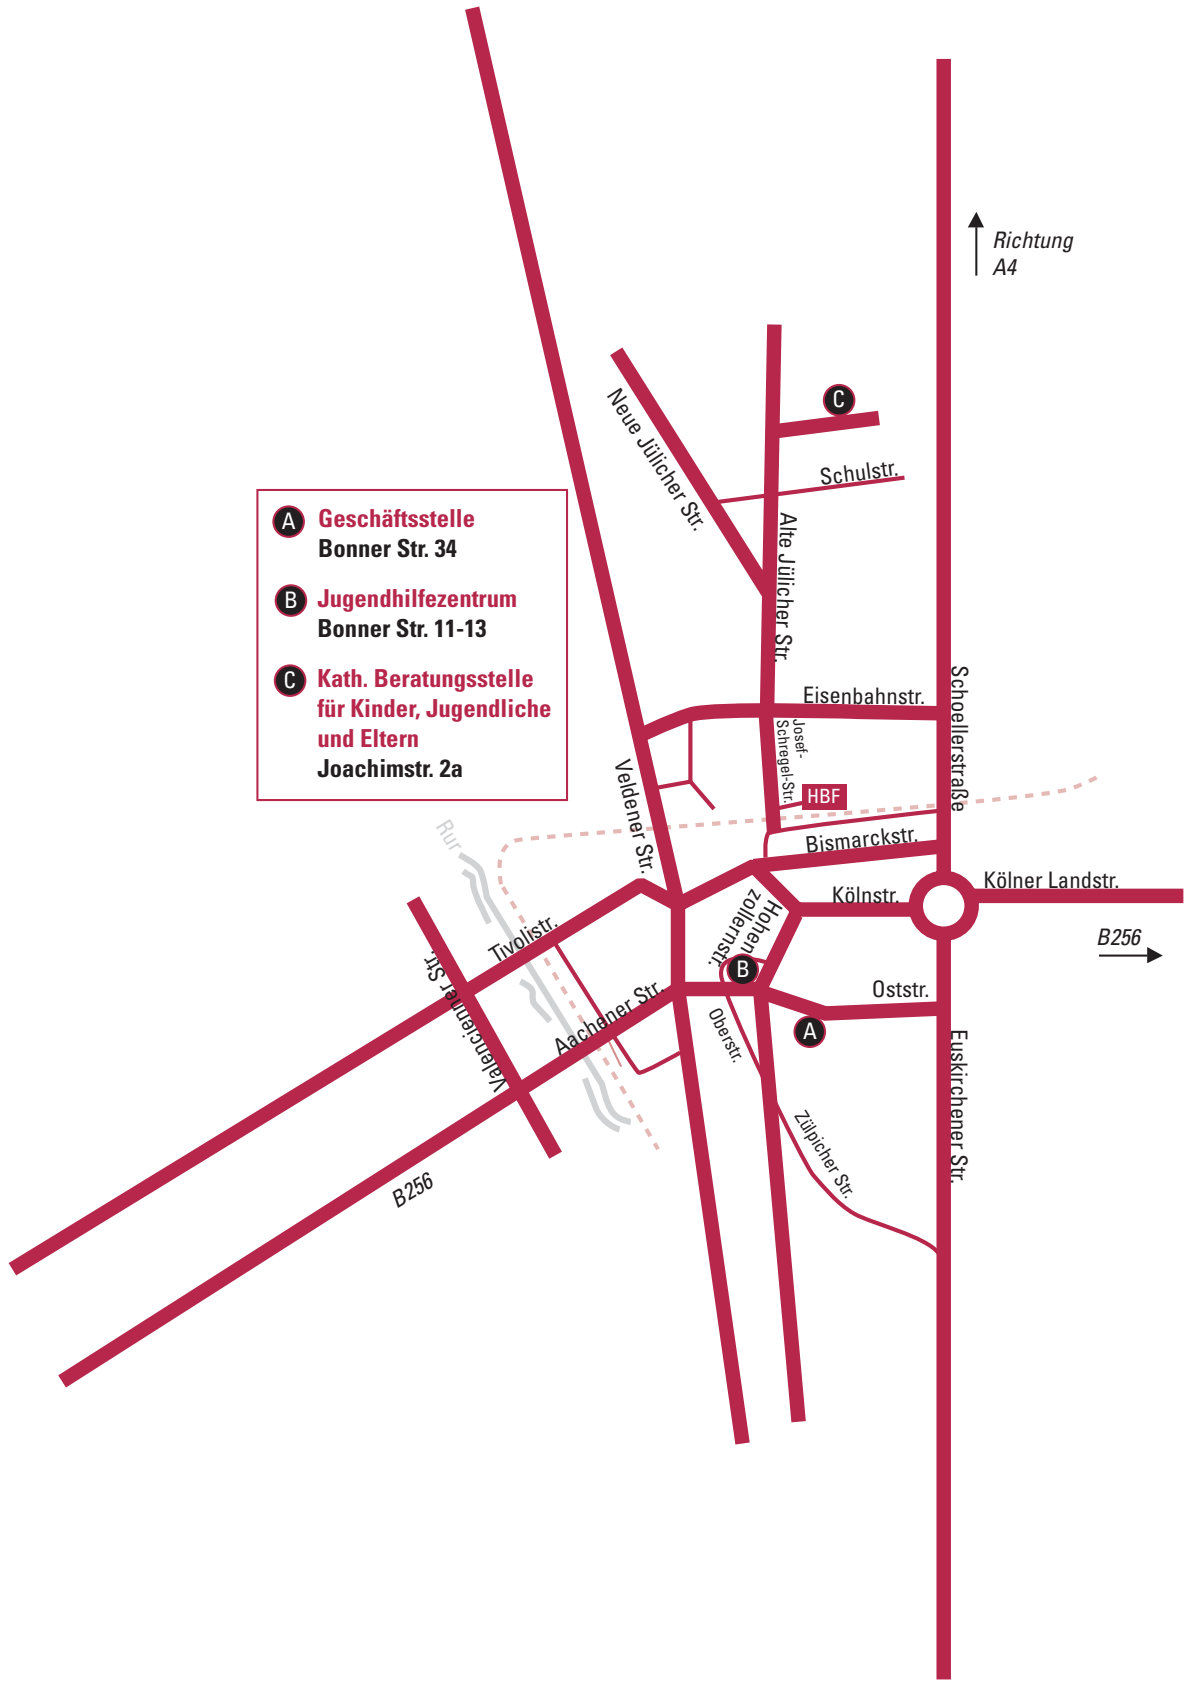 Richtung
A4
C
Neue Jülicher Str.
Schulstr.
A Geschäftsstelle
Bonner Str. 34
B Jugendhilfezentrum
Bonner Str. 11-13
C Kath. Beratungsstelle
für Kinder, Jugendliche
und Eltern
Joachimstr. 2a
Alte Jülicher Str.
Eisenbahnstr.
Schoellerstraße
Josef-
Schregel-Str.
HBF
Veldener Str.
Rur
Bismarckstr.
Kölnstr.
Kölner Landstr.
B256
Hohen
zollernstr.
Tivolistr.
Valencienner Str.
B
Oststr.
Aachener Str.
Oberstr.
A
Euskirchener Str.
Zülpicher Str.
B256